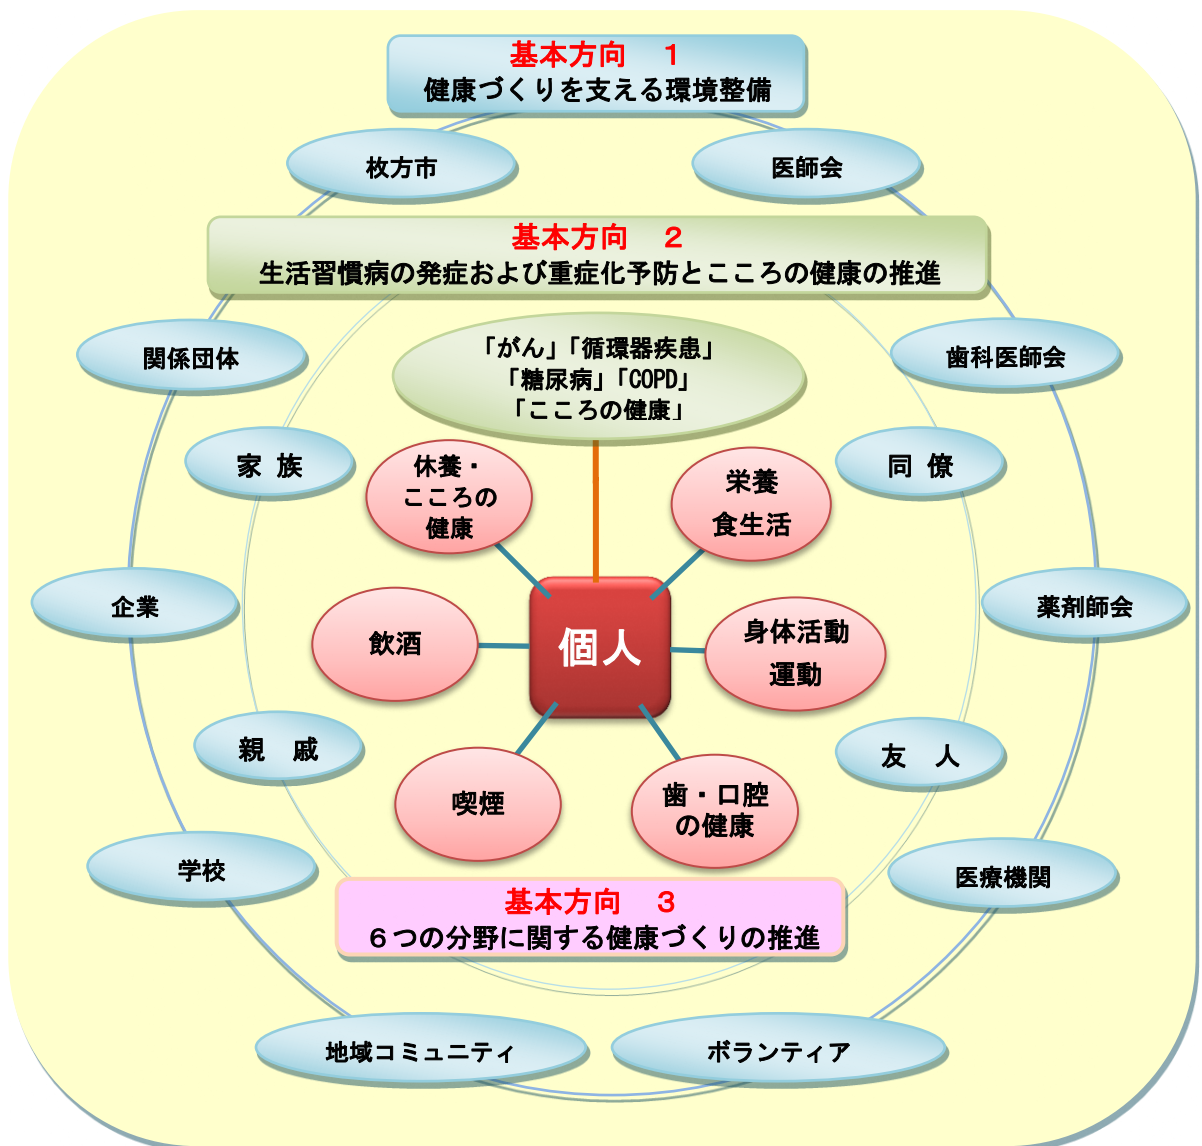 基本方向　１
健康づくりを支える環境整備
枚方市
医師会
基本方向　２
生活習慣病の発症および重症化予防とこころの健康の推進
関係団体
「がん」「循環器疾患」
「糖尿病」「COPD」
「こころの健康」
歯科医師会
家 族
休養・
こころの
健康
栄養
食生活
同 僚
企業
飲酒
個人
身体活動
運動
薬剤師会
親　戚
喫煙
歯・口腔
の健康
友　人
学校
医療機関
基本方向　３
６つの分野に関する健康づくりの推進
地域コミュニティ
ボランティア